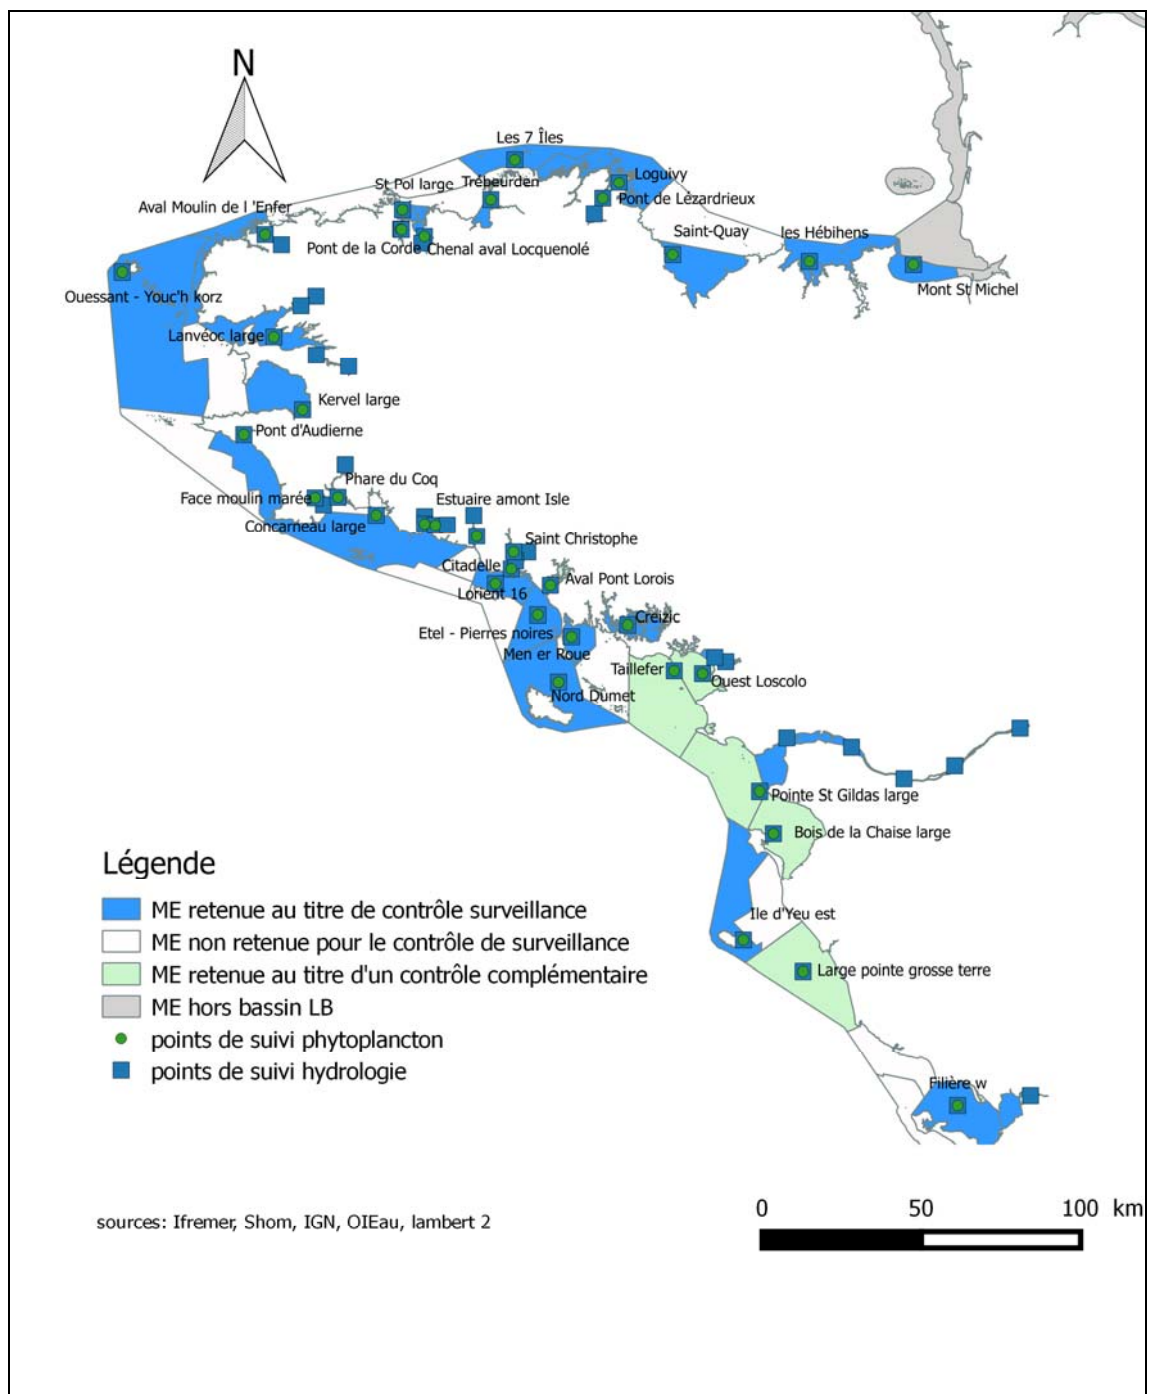 N
Les 7 Îles
Loguivy
St Pol large
Trébeurden
Pont de Lézardrieux
Aval Moulin de l 'Enfer
Saint-Quay
les Hébihens
Pont de la Corde
Chenal aval Locquenolé
Mont St Michel
Ouessant - Youc'h korz
Lanvéoc large
Kervel large
Pont d'Audierne
Phare du Coq
Face moulin marée
Estuaire amont Isle
Concarneau large
Saint Christophe
Citadelle
Aval Pont Lorois
Lorient 16
Creizic
Etel - Pierres noires
Men er Roue
Taillefer
Ouest Loscolo
Nord Dumet
Pointe St Gildas large
Bois de la Chaise large
Ile d'Yeu est
Large pointe grosse terre
Filière w
Légende
ME retenue au titre de contrôle surveillance
ME non retenue pour le contrôle de surveillance
ME retenue au titre d'un contrôle complémentaire
ME hors bassin LB
points de suivi phytoplancton
points de suivi hydrologie
sources: Ifremer, Shom, IGN, OIEau, lambert 2
0 50 100 km